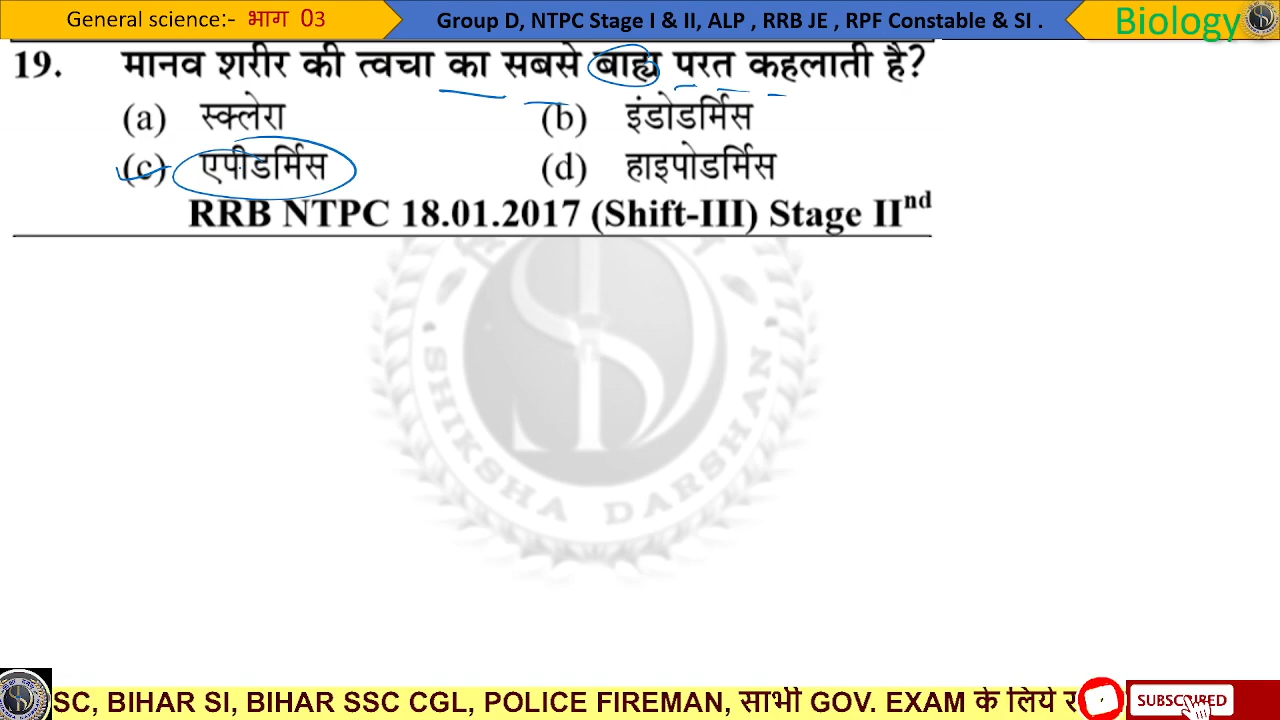 General science:- भाग 03
Group D, NTPC Stage I & II, ALP , RRB JE , RPF Constable & SI .
Biology
19. मानव शरीर की त्वचा का सबसे बाह्य परत कहलाती है?
(a) स्क्लेरा (b) इंडोडर्मिस
(c) एपीडर्मिस (d) हाइपोडर्मिस
RRB NTPC 18.01.2017 (Shift-III) Stage IInd
SHIKSHA DARSHAN
SC, BIHAR SI, BIHAR SSC CGL, POLICE FIREMAN, साभी GOV. EXAM के लिये
SUBSCRIBED